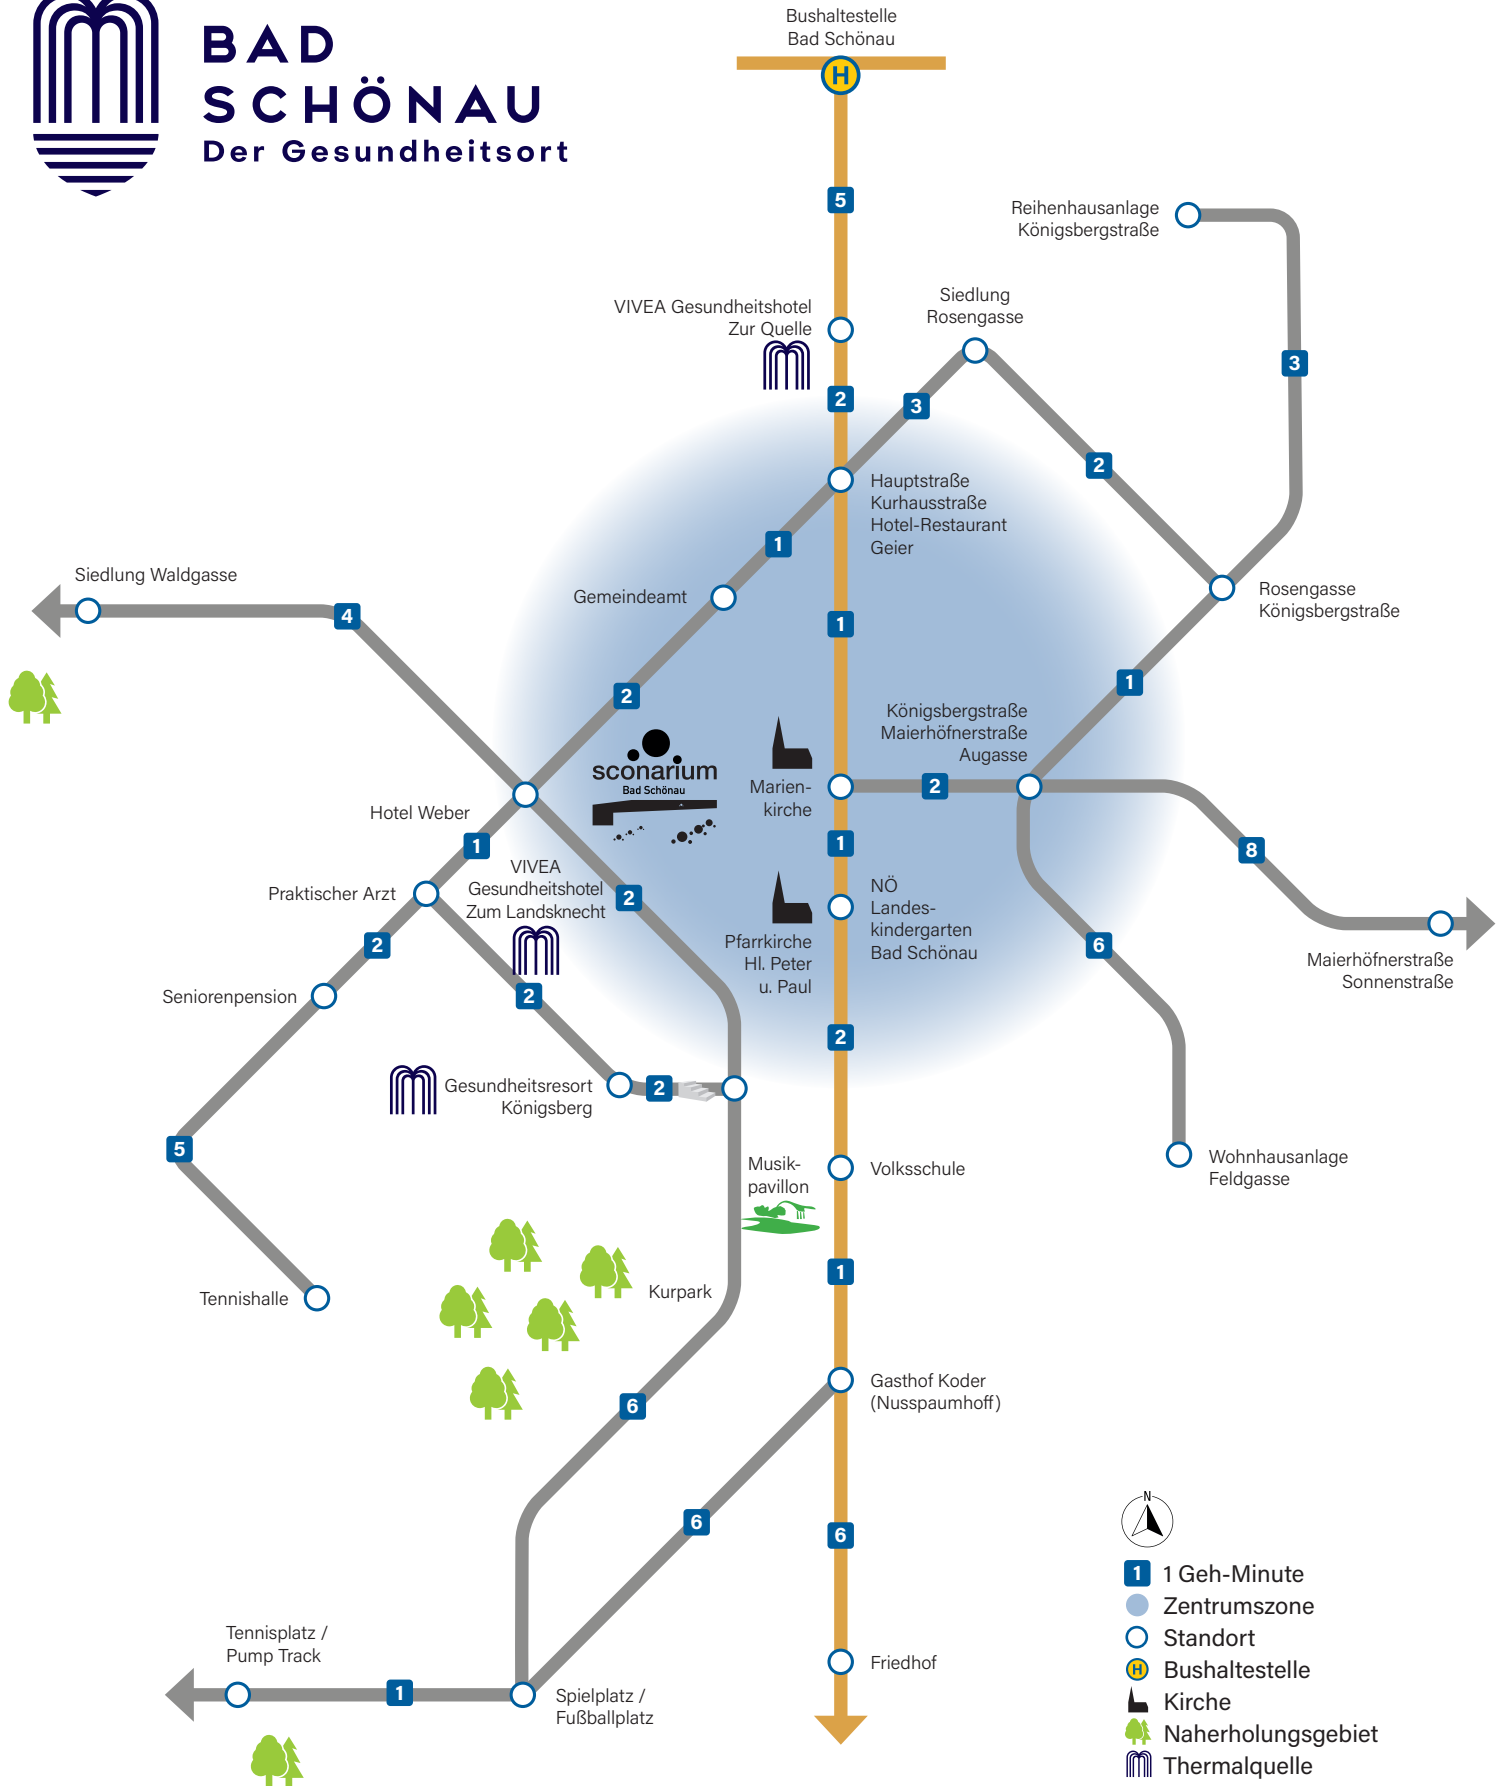 BAD
SCHÖNAU
Der Gesundheitsort
Bushaltestelle
Bad Schönau
H
5
Reihenhausanlage
Königsbergstraße
Siedlung
Rosengasse
VIVEA Gesundheitshotel
Zur Quelle
3
2
3
2
Hauptstraße
Kurhausstraße
Hotel-Restaurant
Geier
1
Siedlung Waldgasse
4
Gemeindeamt
Rosengasse
Königsbergstraße
1
2
1
Königsbergstraße
Maierhöfnerstraße
Augasse
sconarium
Bad Schönau
Marien-
kirche
2
Hotel Weber
1
1
8
VIVEA
Gesundheitshotel
Zum Landsknecht
Praktischer Arzt
2
NÖ
Landes-
kindergarten
Bad Schönau
Pfarrkirche
Hl. Peter
u. Paul
2
6
Maierhöfnerstraße
Sonnenstraße
Seniorenpension
2
2
Gesundheitsresort
Königsberg
2
5
Musik-
pavillon
Volksschule
Wohnhausanlage
Feldgasse
1
Tennishalle
Kurpark
Gasthof Koder
(Nusspaumhoff)
6
6
6
N
1
1 Geh-Minute
Zentrumszone
Standort
H
Bushaltestelle
Kirche
Naherholungsgebiet
Thermalquelle
Tennisplatz /
Pump Track
1
Friedhof
Spielplatz /
Fußballplatz